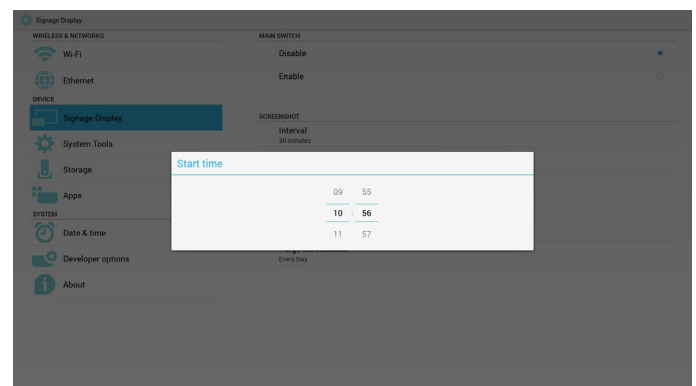 Signage Display
WIRELESS & NETWORKS
Wi-Fi
Ethernet
DEVICE
Signage Display
System Tools
Storage
Apps
SYSTEM
Date & time
Developer options
About
MAIN SWITCH
Disable
Enable
SCREENSHOT
Interval
30 minutes
Start time
09 55
10 : 56
11 57
Every Day